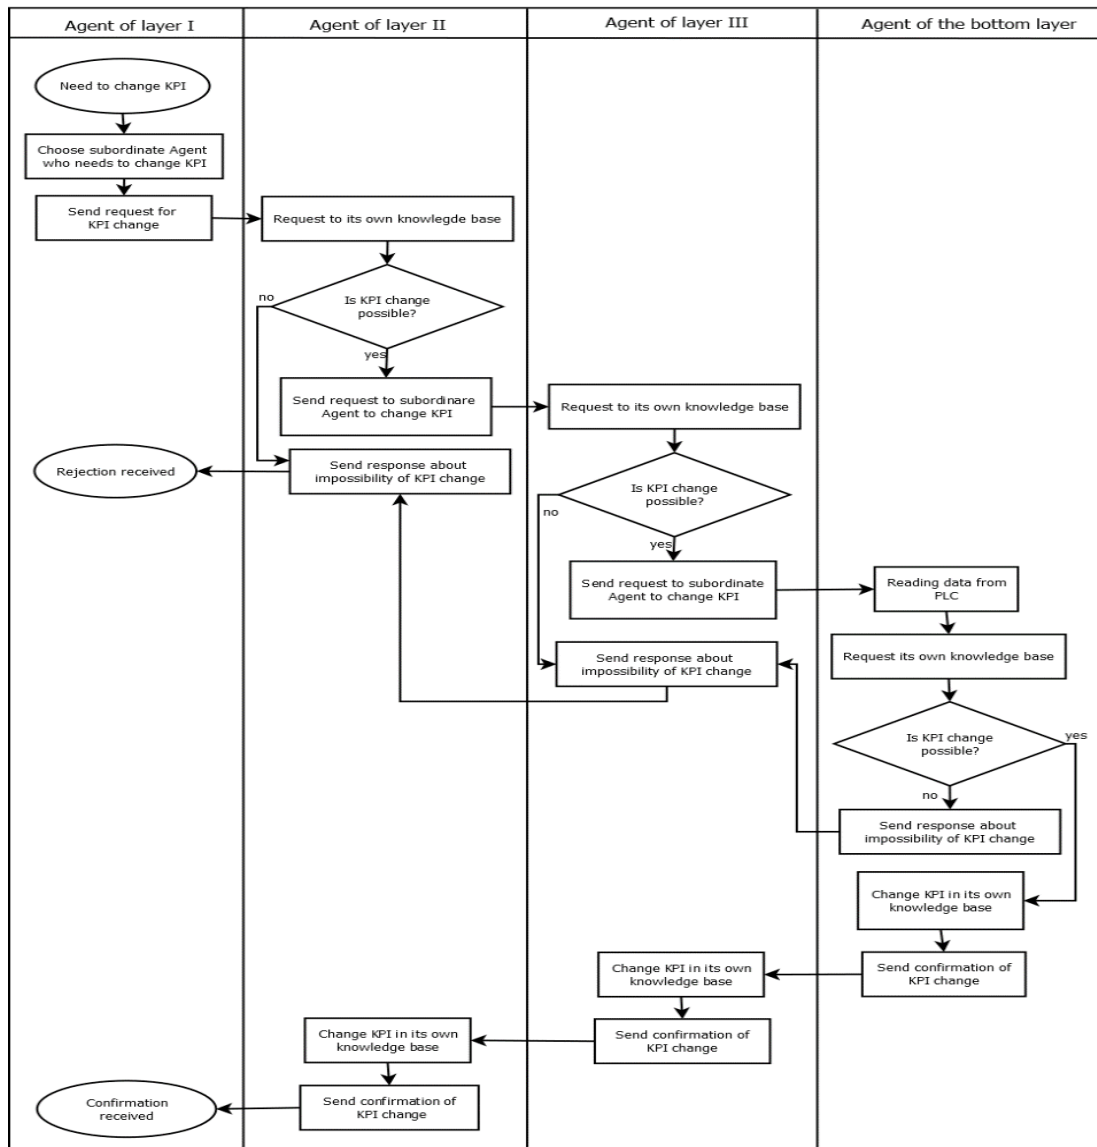 Agent of layer I
Agent of layer II
Agent of layer III
Agent of the bottom layer
Need to change KPI
Choose subordinate Agent
who needs to change KPI
Send request for
KPI change
Request to its own knowlegde base
Is KPI change
possible?
no
yes
Send request to subordinare
Agent to change KPI
Request to its own knowledge base
Rejection received
Send response about
impossibility of KPI change
Is KPI change
possible?
no
yes
Send request to subordinate
Agent to change KPI
Reading data from
PLC
Send response about
impossibility of KPI change
Request its own knowledge base
Is KPI change
possible?
yes
no
Send response about
impossibility of KPI change
Change KPI in its own
knowledge base
Send confirmation of
KPI change
Change KPI in its own
knowledge base
Send confirmation of
KPI change
Change KPI in its own
knowledge base
Send confirmation of
KPI change
Confirmation
received